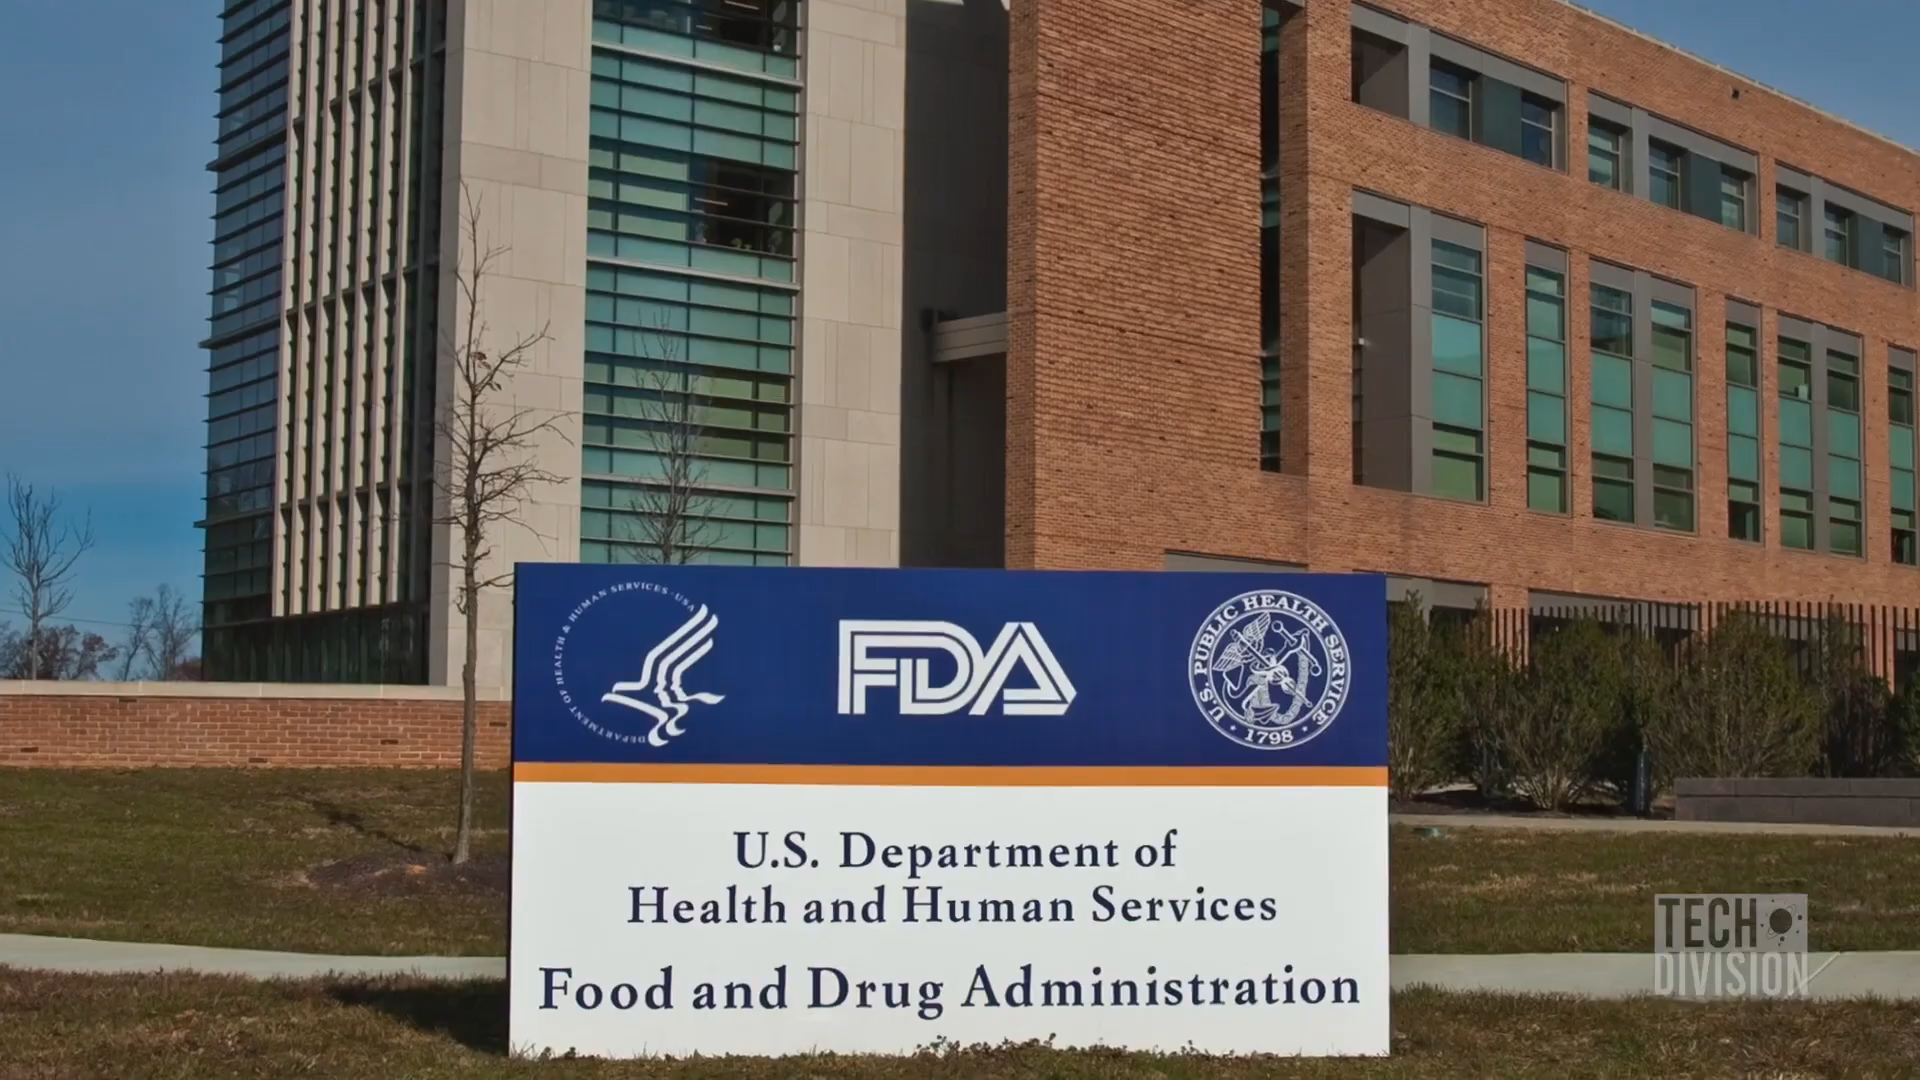 DEPARTMENT OF HEALTH & HUMAN SERVICES · USA
FDA
U.S. PUBLIC HEALTH SERVICE
· 1798 ·
U.S. Department of
Health and Human Services
Food and Drug Administration
TECH
DIVISION